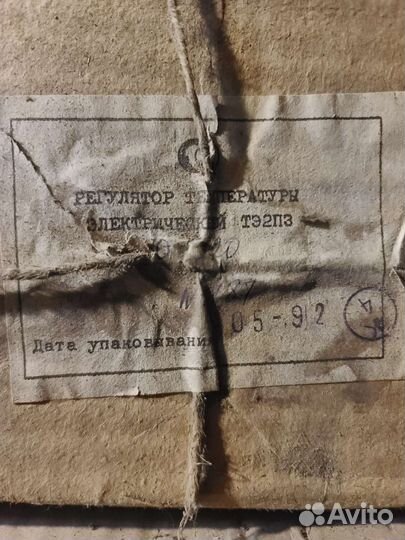 РЕГУЛЯТОР ТЕМПЕРАТУРЫ
ЭЛЕКТРИЧЕСКИЙ ТЭ2ПЗ
05-92
Дата упаковывания
Avito